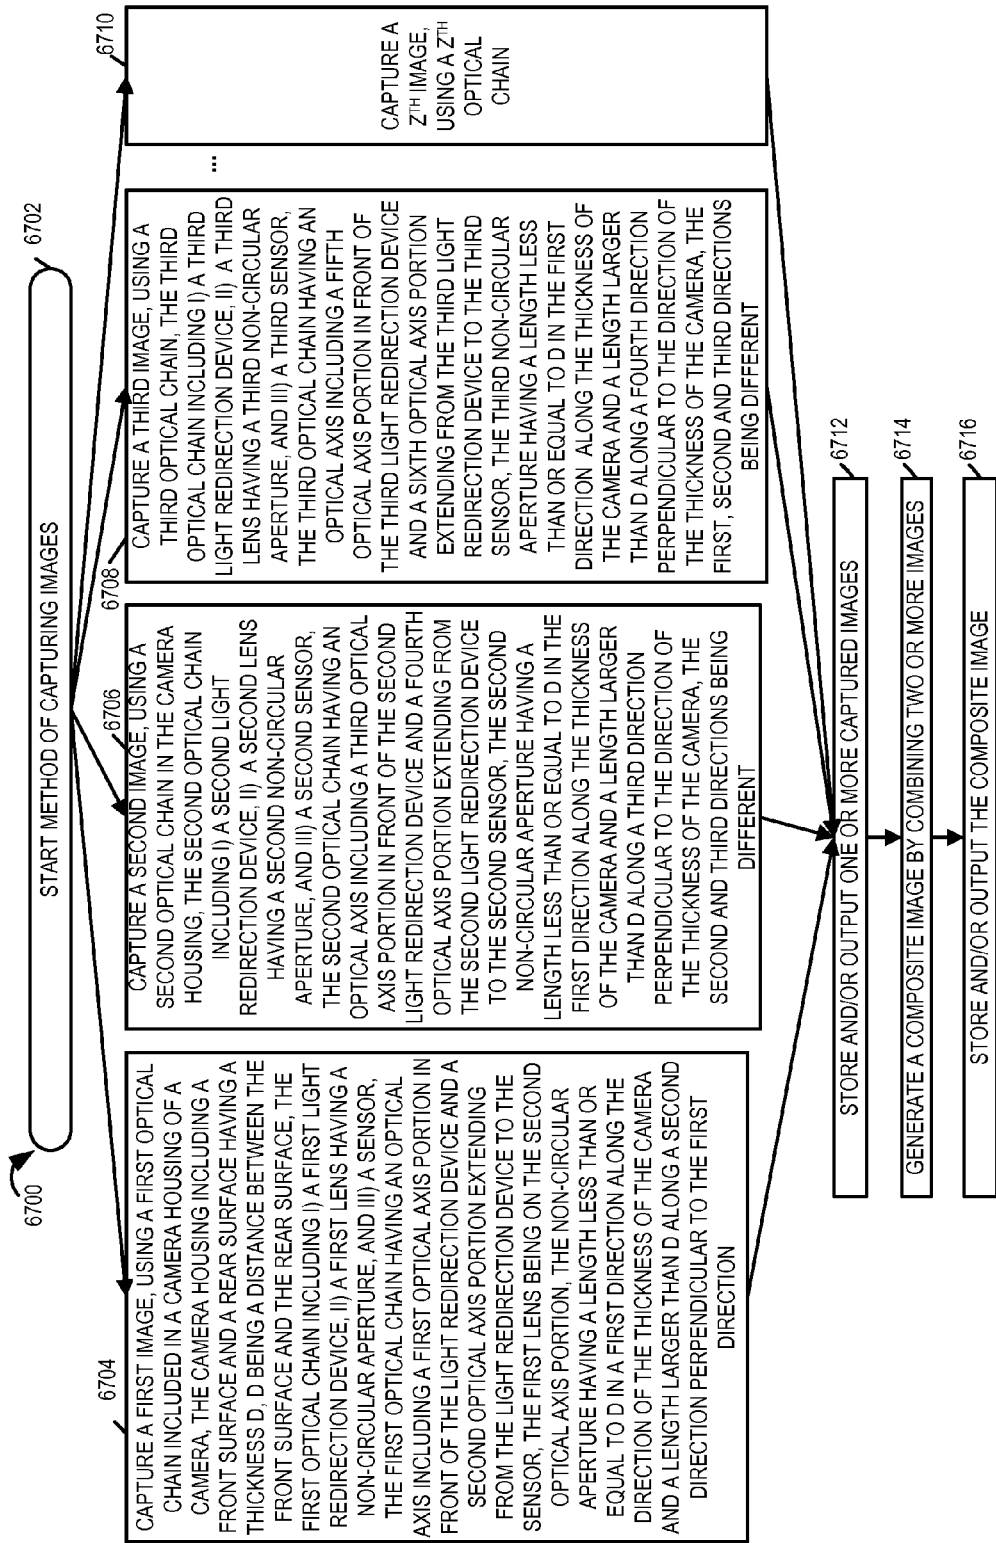 6700
START METHOD OF CAPTURING IMAGES
6702
6704
CAPTURE A FIRST IMAGE, USING A FIRST OPTICAL
CHAIN INCLUDED IN A CAMERA HOUSING OF A
CAMERA, THE CAMERA HOUSING INCLUDING A
FRONT SURFACE AND A REAR SURFACE HAVING A
THICKNESS D, D BEING A DISTANCE BETWEEN THE
FRONT SURFACE AND THE REAR SURFACE, THE
FIRST OPTICAL CHAIN INCLUDING I) A FIRST LIGHT
REDIRECTION DEVICE, II) A FIRST LENS HAVING A
NON-CIRCULAR APERTURE, AND III) A SENSOR,
THE FIRST OPTICAL CHAIN HAVING AN OPTICAL
AXIS INCLUDING A FIRST OPTICAL AXIS PORTION IN
FRONT OF THE LIGHT REDIRECTION DEVICE AND A
SECOND OPTICAL AXIS PORTION EXTENDING
FROM THE LIGHT REDIRECTION DEVICE TO THE
SENSOR, THE FIRST LENS BEING ON THE SECOND
OPTICAL AXIS PORTION, THE NON-CIRCULAR
APERTURE HAVING A LENGTH LESS THAN OR
EQUAL TO D IN A FIRST DIRECTION ALONG THE
DIRECTION OF THE THICKNESS OF THE CAMERA
AND A LENGTH LARGER THAN D ALONG A SECOND
DIRECTION PERPENDICULAR TO THE FIRST
DIRECTION
6706
CAPTURE A SECOND IMAGE, USING A
SECOND OPTICAL CHAIN IN THE CAMERA
HOUSING, THE SECOND OPTICAL CHAIN
INCLUDING I) A SECOND LIGHT
REDIRECTION DEVICE, II) A SECOND LENS
HAVING A SECOND NON-CIRCULAR
APERTURE, AND III) A SECOND SENSOR,
THE SECOND OPTICAL CHAIN HAVING AN
OPTICAL AXIS INCLUDING A THIRD OPTICAL
AXIS PORTION IN FRONT OF THE SECOND
LIGHT REDIRECTION DEVICE AND A FOURTH
OPTICAL AXIS PORTION EXTENDING FROM
THE SECOND LIGHT REDIRECTION DEVICE
TO THE SECOND SENSOR, THE SECOND
NON-CIRCULAR APERTURE HAVING A
LENGTH LESS THAN OR EQUAL TO D IN THE
FIRST DIRECTION ALONG THE THICKNESS
OF THE CAMERA AND A LENGTH LARGER
THAN D ALONG A THIRD DIRECTION
PERPENDICULAR TO THE DIRECTION OF
THE THICKNESS OF THE CAMERA, THE
SECOND AND THIRD DIRECTIONS BEING
DIFFERENT
6708
CAPTURE A THIRD IMAGE, USING A
THIRD OPTICAL CHAIN, THE THIRD
OPTICAL CHAIN INCLUDING I) A THIRD
LIGHT REDIRECTION DEVICE, II) A THIRD
LENS HAVING A THIRD NON-CIRCULAR
APERTURE, AND III) A THIRD SENSOR,
THE THIRD OPTICAL CHAIN HAVING AN
OPTICAL AXIS INCLUDING A FIFTH
OPTICAL AXIS PORTION IN FRONT OF
THE THIRD LIGHT REDIRECTION DEVICE
AND A SIXTH OPTICAL AXIS PORTION
EXTENDING FROM THE THIRD LIGHT
REDIRECTION DEVICE TO THE THIRD
SENSOR, THE THIRD NON-CIRCULAR
APERTURE HAVING A LENGTH LESS
THAN OR EQUAL TO D IN THE FIRST
DIRECTION ALONG THE THICKNESS OF
THE CAMERA AND A LENGTH LARGER
THAN D ALONG A FOURTH DIRECTION
PERPENDICULAR TO THE DIRECTION OF
THE THICKNESS OF THE CAMERA, THE
FIRST, SECOND AND THIRD DIRECTIONS
BEING DIFFERENT
...
6710
CAPTURE A
ZTH IMAGE,
USING A ZTH
OPTICAL
CHAIN
6712
STORE AND/OR OUTPUT ONE OR MORE CAPTURED IMAGES
6714
GENERATE A COMPOSITE IMAGE BY COMBINING TWO OR MORE IMAGES
6716
STORE AND/OR OUTPUT THE COMPOSITE IMAGE